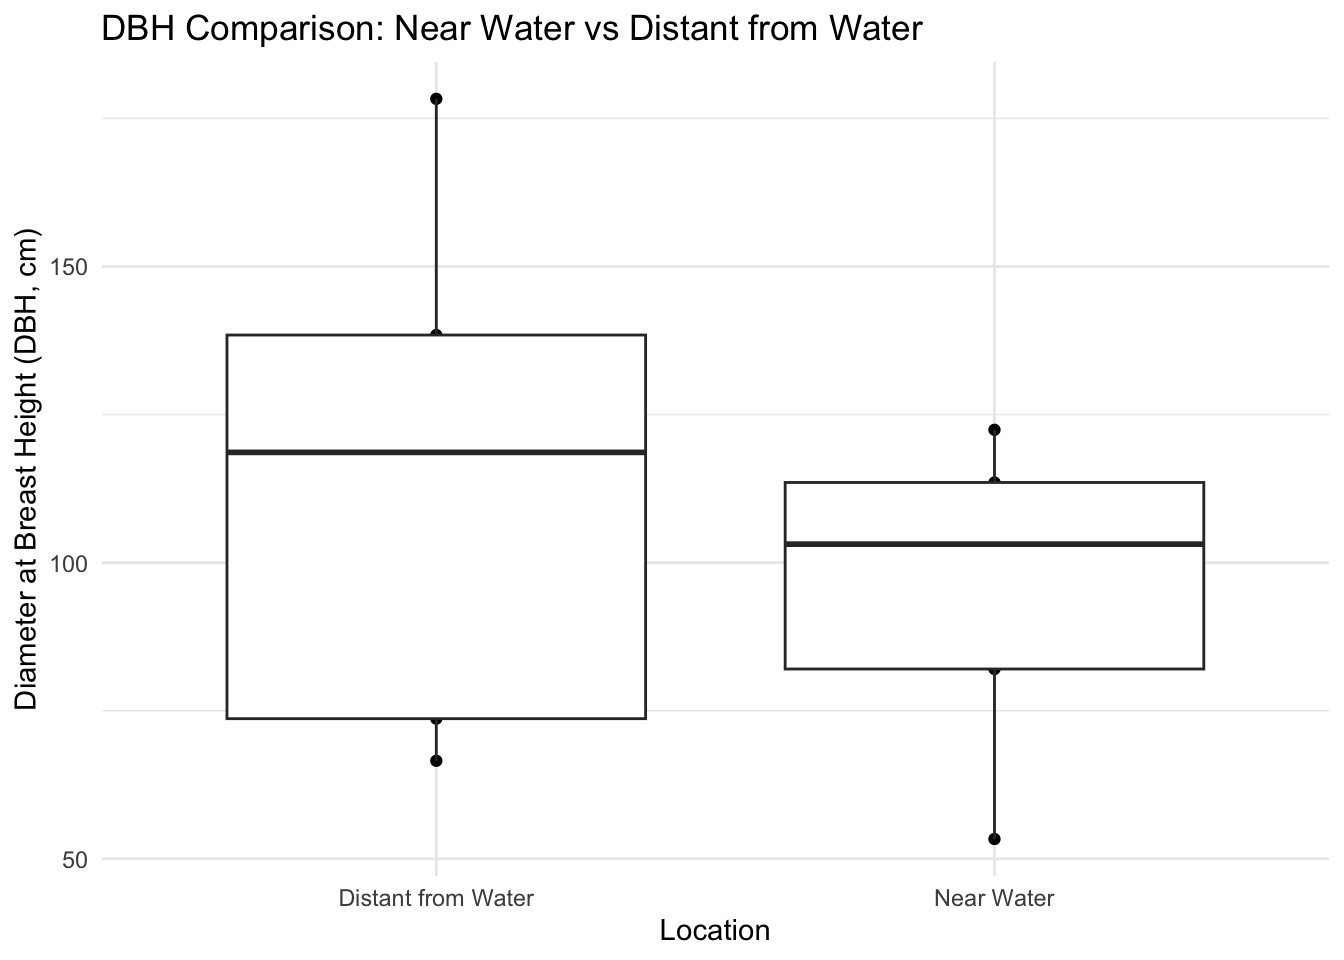 DBH Comparison: Near Water vs Distant from Water
Diameter at Breast Height (DBH, cm)
150
100
50
Distant from Water
Near Water
Location